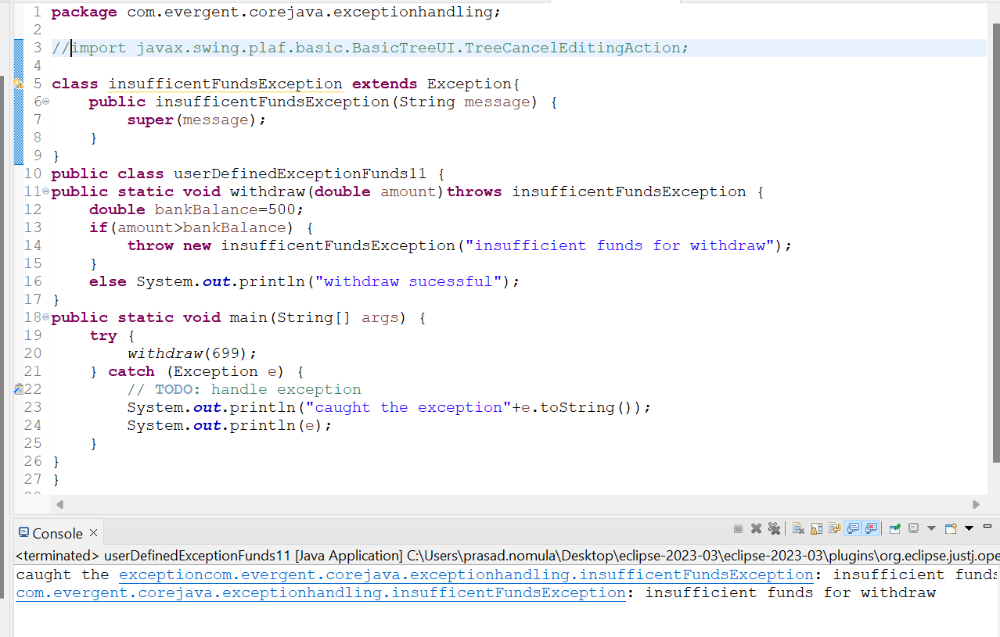 1 package com.evergent.corejava.exceptionhandling;
2
3 //import javax.swing.plaf.basic.BasicTreeUI.TreeCancelEditingAction;
4
5 class insufficentFundsException extends Exception{
6 public insufficentFundsException(String message) {
7 super(message);
8 }
9 }
10 public class userDefinedExceptionFunds11 {
11 public static void withdraw(double amount)throws insufficentFundsException {
12 double bankBalance=500;
13 if(amount>bankBalance) {
14 throw new insufficentFundsException("insufficient funds for withdraw");
15 }
16 else System.out.println("withdraw sucessful");
17 }
18 public static void main(String[] args) {
19 try {
20 withdraw(699);
21 } catch (Exception e) {
22 // TODO: handle exception
23 System.out.println("caught the exception"+e.toString());
24 System.out.println(e);
25 }
26 }
27 }
Console
<terminated> userDefinedExceptionFunds11 [Java Application] C:\Users\prasad.nomula\Desktop\eclipse-2023-03\eclipse-2023-03\plugins\org.eclipse.justj.ope
caught the exceptioncom.evergent.corejava.exceptionhandling.insufficentFundsException: insufficient funds
com.evergent.corejava.exceptionhandling.insufficentFundsException: insufficient funds for withdraw